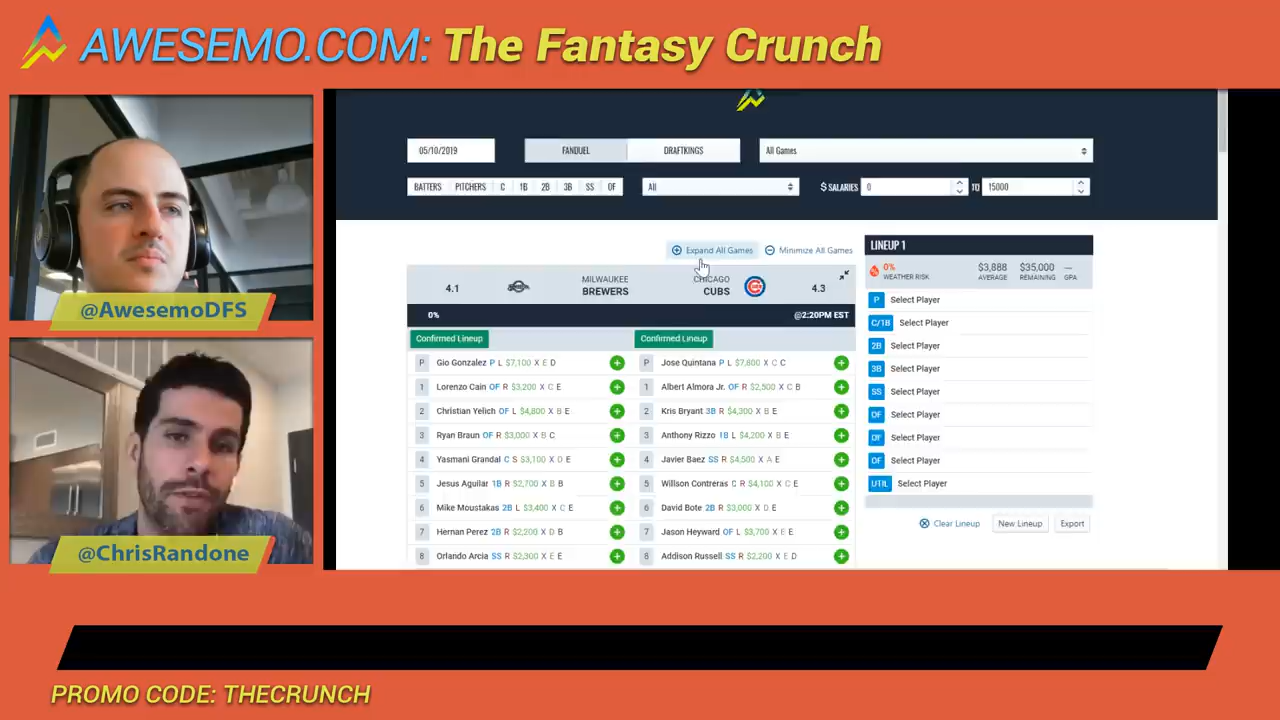 AWESEMO.COM: The Fantasy Crunch
@AwesemoDFS
@ChrisRandone
05/10/2019
FANDUEL
DRAFTKINGS
All Games
BATTERS PITCHERS C 1B 2B 3B SS OF
All
$ SALARIES 0 TO 15000
Expand All Games
Minimize All Games
4.1 MILWAUKEE BREWERS CHICAGO CUBS 4.3
0% @2:20PM EST
Confirmed Lineup
Confirmed Lineup
P Gio Gonzalez P L $7,100 X E D
P Jose Quintana P L $7,800 X C C
1 Lorenzo Cain OF R $3,200 X C E
1 Albert Almora Jr. OF R $2,500 X C B
2 Christian Yelich OF L $4,800 X B E
2 Kris Bryant 3B R $4,300 X B E
3 Ryan Braun OF R $3,000 X B C
3 Anthony Rizzo 1B L $4,200 X B E
4 Yasmani Grandal C S $3,100 X D E
4 Javier Baez SS R $4,500 X A E
5 Jesus Aguilar 1B R $2,700 X B B
5 Willson Contreras C R $4,100 X C E
6 Mike Moustakas 2B L $3,400 X C E
6 David Bote 2B R $3,000 X D E
7 Hernan Perez 2B R $2,200 X D B
7 Jason Heyward OF L $3,700 X E E
8 Orlando Arcia SS R $2,300 X E E
8 Addison Russell SS R $2,200 X E D
LINEUP 1
0% WEATHER RISK
$3,888 AVERAGE
$35,000 REMAINING
— GPA
P Select Player
C/1B Select Player
2B Select Player
3B Select Player
SS Select Player
OF Select Player
OF Select Player
OF Select Player
UTIL Select Player
Clear Lineup
New Lineup
Export
PROMO CODE: THECRUNCH